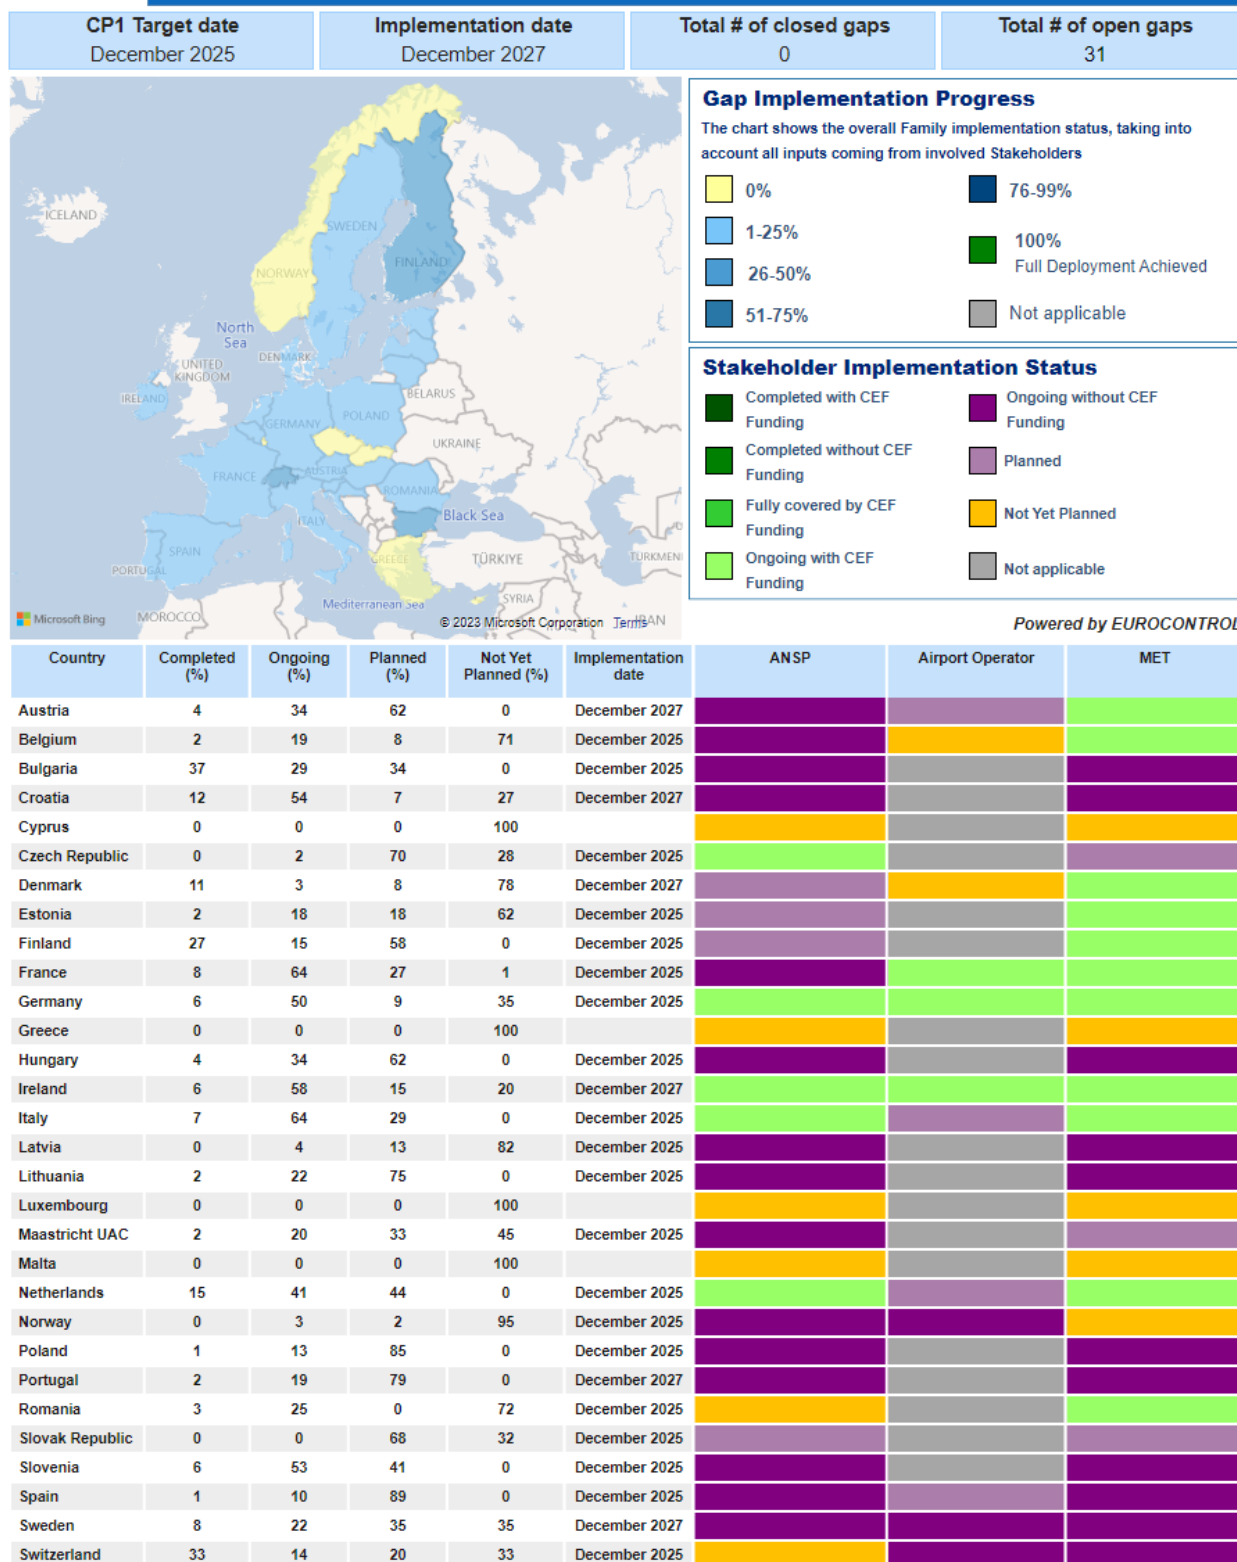 CP1 Target date
December 2025
Implementation date
December 2027
Total # of closed gaps
0
Total # of open gaps
31
ICELAND
SWEDEN
FINLAND
NORWAY
North
Sea
DENMARK
UNITED
KINGDOM
IRELAND
BELARUS
POLAND
GERMANY
UKRAINE
FRANCE
AUSTRIA
ROMANIA
Black Sea
ITALY
SPAIN
PORTUGAL
GREECE
TÜRKIYE
TÜRKMENI
SYRIA
Mediterranean Sea
MOROCCO
IRAN
Microsoft Bing
© 2023 Microsoft Corporation Terms
Gap Implementation Progress
The chart shows the overall Family implementation status, taking into
account all inputs coming from involved Stakeholders
0%
1-25%
26-50%
51-75%
76-99%
100%
Full Deployment Achieved
Not applicable
Stakeholder Implementation Status
Completed with CEF
Funding
Completed without CEF
Funding
Fully covered by CEF
Funding
Ongoing with CEF
Funding
Ongoing without CEF
Funding
Planned
Not Yet Planned
Not applicable
Powered by EUROCONTROL
Country Completed (%) Ongoing (%) Planned (%) Not Yet Planned (%) Implementation date ANSP Airport Operator MET
Austria 4 34 62 0 December 2027
Belgium 2 19 8 71 December 2025
Bulgaria 37 29 34 0 December 2025
Croatia 12 54 7 27 December 2027
Cyprus 0 0 0 100
Czech Republic 0 2 70 28 December 2025
Denmark 11 3 8 78 December 2027
Estonia 2 18 18 62 December 2025
Finland 27 15 58 0 December 2025
France 8 64 27 1 December 2025
Germany 6 50 9 35 December 2025
Greece 0 0 0 100
Hungary 4 34 62 0 December 2025
Ireland 6 58 15 20 December 2027
Italy 7 64 29 0 December 2025
Latvia 0 4 13 82 December 2025
Lithuania 2 22 75 0 December 2025
Luxembourg 0 0 0 100
Maastricht UAC 2 20 33 45 December 2025
Malta 0 0 0 100
Netherlands 15 41 44 0 December 2025
Norway 0 3 2 95 December 2025
Poland 1 13 85 0 December 2025
Portugal 2 19 79 0 December 2027
Romania 3 25 0 72 December 2025
Slovak Republic 0 0 68 32 December 2025
Slovenia 6 53 41 0 December 2025
Spain 1 10 89 0 December 2025
Sweden 8 22 35 35 December 2027
Switzerland 33 14 20 33 December 2025